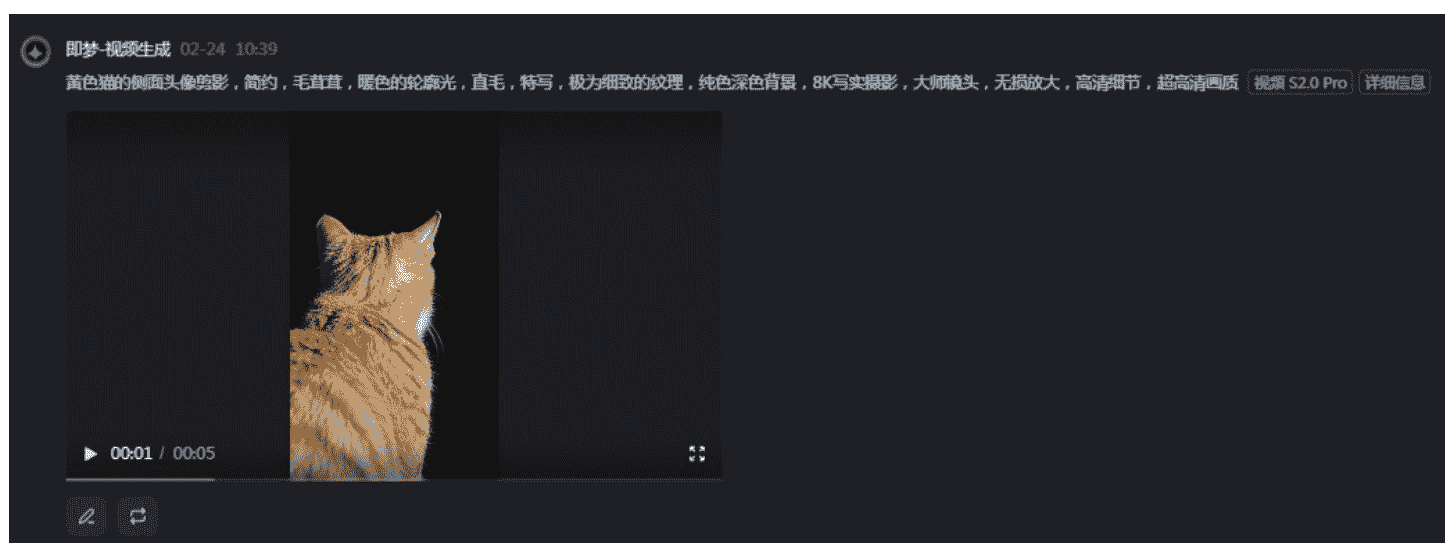 即梦-视频生成 02-24 10:39
黄色猫的侧面头像剪影，简约，毛茸茸，暖色的轮廓光，直毛，特写，极为细致的纹理，纯色深色背景，8K写实摄影，大师镜头，无损放大，高清细节，超高清画质 视频 S2.0 Pro 详细信息
00:01 / 00:05